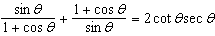 sin θ / (1 + cos θ) + (1 + cos θ) / sin θ = 2 cot θ sec θ